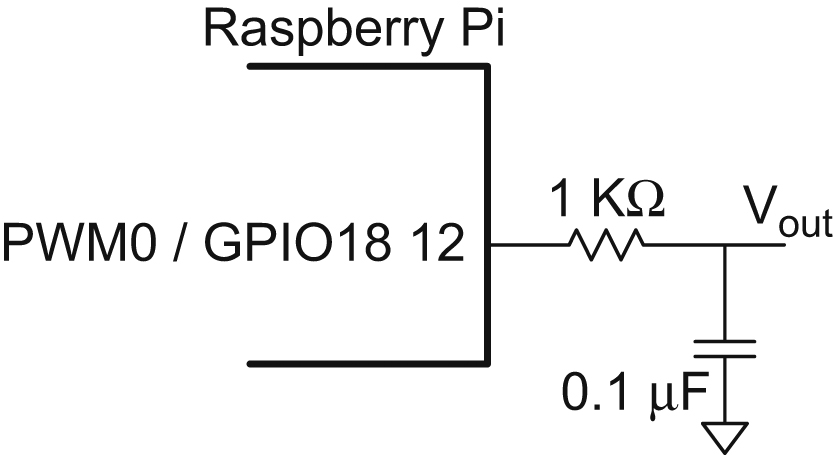 Raspberry Pi
1 KΩ
Vout
PWM0 / GPIO18 12
0.1 µF